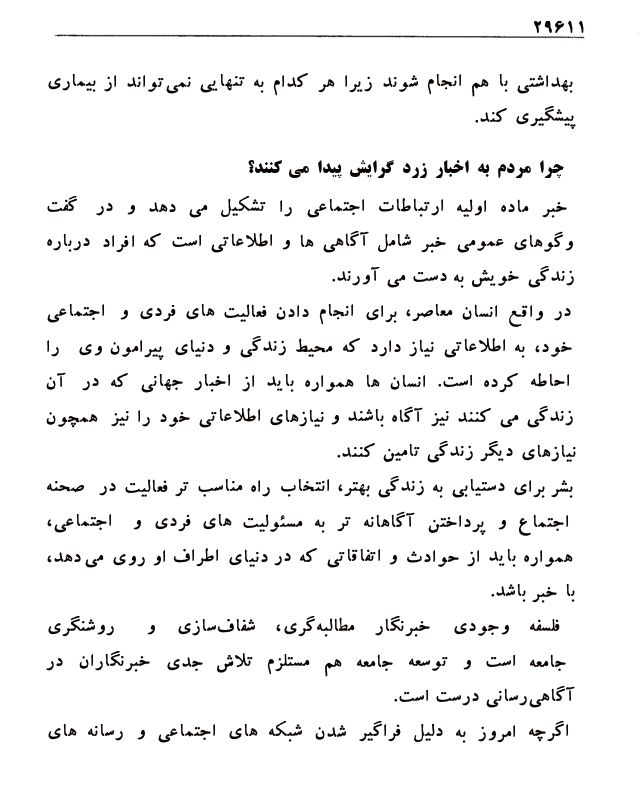 ۲۹۶۱۱
بهداشتی با هم انجام شوند زیرا هر کدام به تنهایی نمی‌تواند از بیماری
پیشگیری کند.
چرا مردم به اخبار زرد گرایش پیدا می کنند؟
خبر ماده اولیه ارتباطات اجتماعی را تشکیل می دهد و در گفت
وگوهای عمومی خبر شامل آگاهی ها و اطلاعاتی است که افراد درباره
زندگی خویش به دست می آورند.
در واقع انسان معاصر، برای انجام دادن فعالیت های فردی و اجتماعی
خود، به اطلاعاتی نیاز دارد که محیط زندگی و دنیای پیرامون وی را
احاطه کرده است. انسان ها همواره باید از اخبار جهانی که در آن
زندگی می کنند نیز آگاه باشند و نیازهای اطلاعاتی خود را نیز همچون
نیازهای دیگر زندگی تامین کنند.
بشر برای دستیابی به زندگی بهتر، انتخاب راه مناسب تر فعالیت در صحنه
اجتماع و پرداختن آگاهانه تر به مسئولیت های فردی و اجتماعی،
همواره باید از حوادث و اتفاقاتی که در دنیای اطراف او روی می‌دهد،
با خبر باشد.
فلسفه وجودی خبرنگار مطالبه‌گری، شفاف‌سازی و روشنگری
جامعه است و توسعه جامعه هم مستلزم تلاش جدی خبرنگاران در
آگاهی‌رسانی درست است.
اگرچه امروز به دلیل فراگیر شدن شبکه های اجتماعی و رسانه های